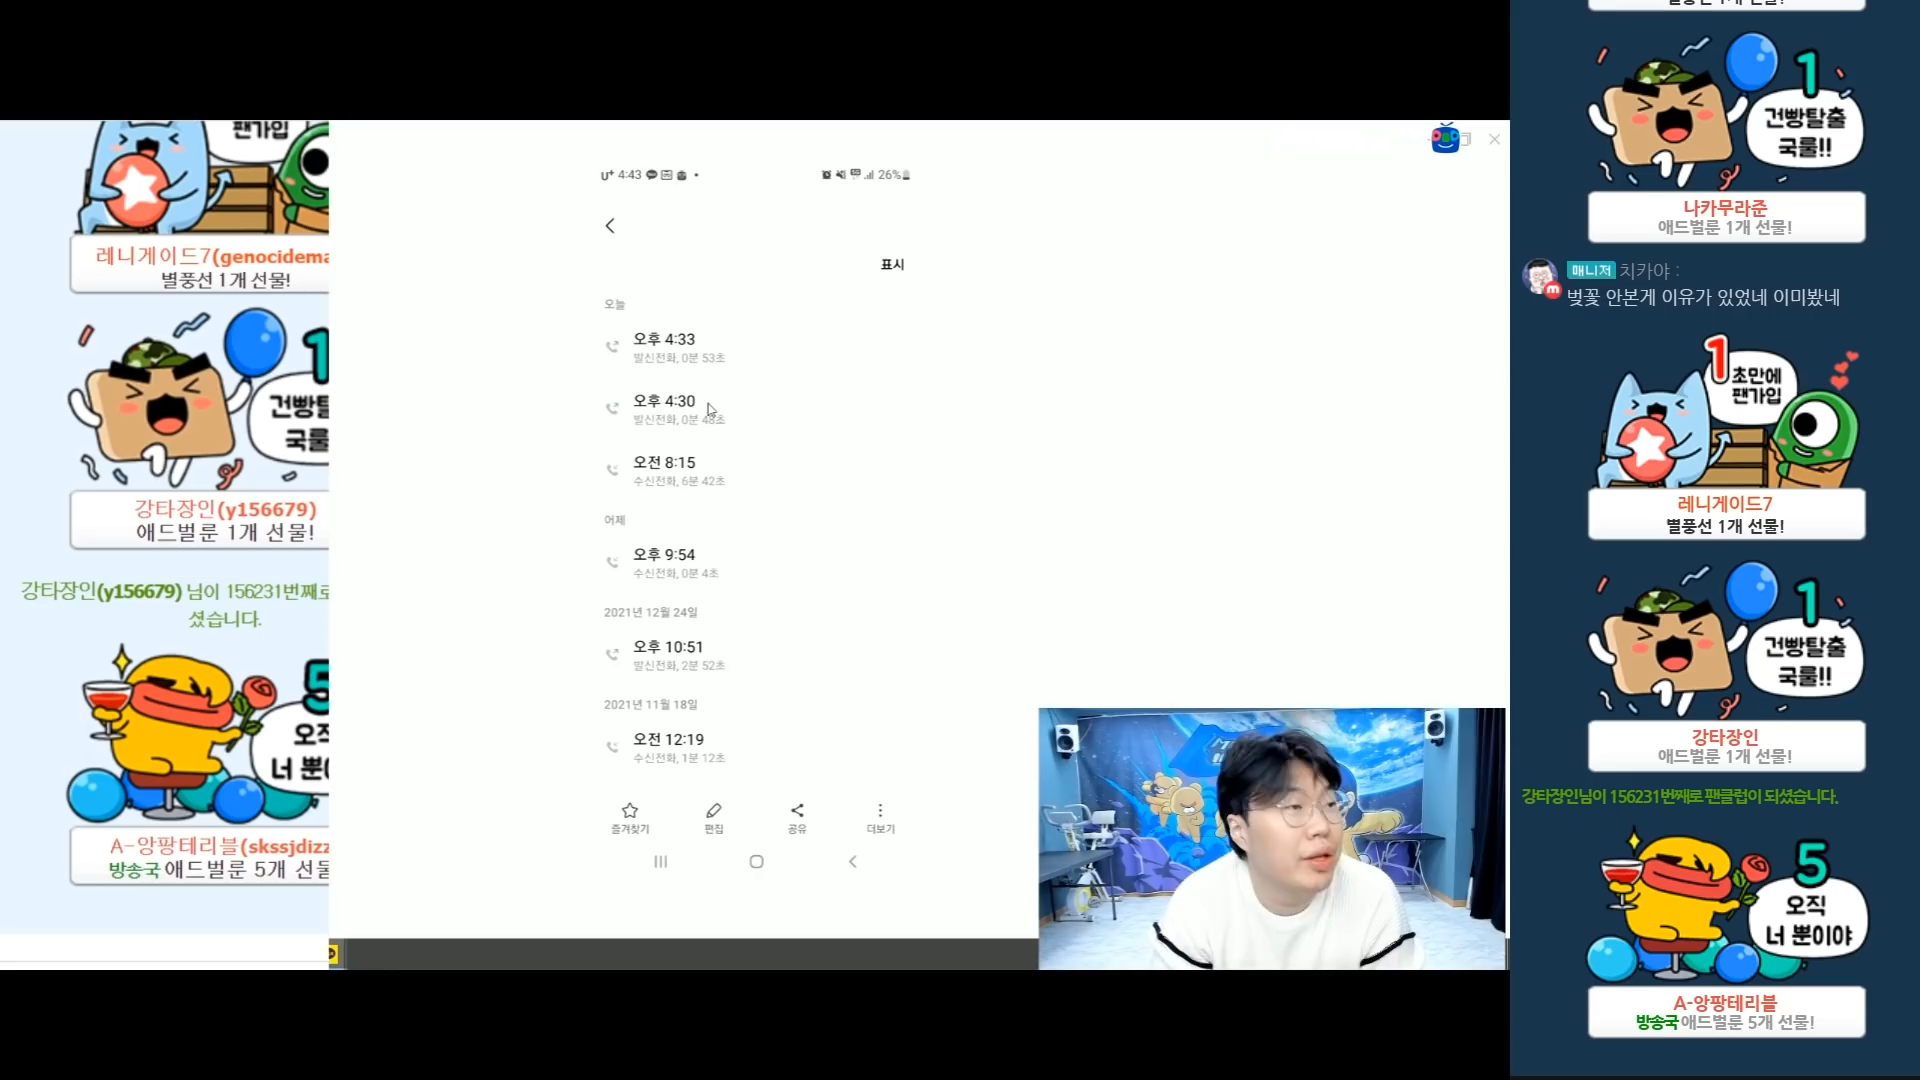 팬가입
레니게이드7(genocidema
별풍선 1개 선물!
1
건빵
국룰
강타장인(y156679)
애드벌룬 1개 선물!
강타장인(y156679) 님이 156231번째로
셨습니다.
5
오직
너 뿐이
A-앙팡테리블(skssjdizz
방송국 애드벌룬 5개 선물
U+ 4:43
26%
표시
오늘
오후 4:33
발신전화, 0분 53초
오후 4:30
발신전화, 0분 48초
오전 8:15
수신전화, 6분 42초
어제
오후 9:54
수신전화, 0분 4초
2021년 12월 24일
오후 10:51
발신전화, 2분 52초
2021년 11월 18일
오전 12:19
수신전화, 1분 12초
즐겨찾기
편집
공유
더보기
1
건빵탈출
국룰!!
나카무라준
애드벌룬 1개 선물!
매니저 치카야 :
벚꽃 안본게 이유가 있었네 이미봤네
1
초만에
팬가입
레니게이드7
별풍선 1개 선물!
1
건빵탈출
국룰!!
강타장인
애드벌룬 1개 선물!
강타장인님이 156231번째로 팬클럽이 되셨습니다.
5
오직
너 뿐이야
A-앙팡테리블
방송국 애드벌룬 5개 선물!